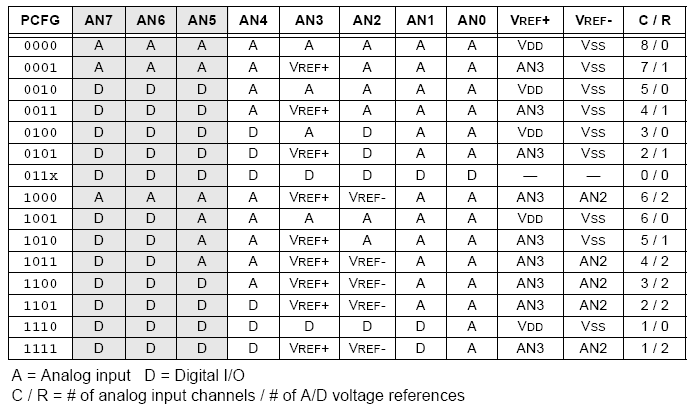 PCFG AN7 AN6 AN5 AN4 AN3 AN2 AN1 AN0 VREF+ VREF- C / R
0000 A A A A A A A A VDD VSS 8 / 0
0001 A A A A VREF+ A A A AN3 VSS 7 / 1
0010 D D D A A A A A VDD VSS 5 / 0
0011 D D D A VREF+ A A A AN3 VSS 4 / 1
0100 D D D D A D A A VDD VSS 3 / 0
0101 D D D D VREF+ D A A AN3 VSS 2 / 1
011x D D D D D D D D — — 0 / 0
1000 A A A A VREF+ VREF- A A AN3 AN2 6 / 2
1001 D D A A A A A A VDD VSS 6 / 0
1010 D D A A VREF+ A A A AN3 VSS 5 / 1
1011 D D A A VREF+ VREF- A A AN3 AN2 4 / 2
1100 D D D A VREF+ VREF- A A AN3 AN2 3 / 2
1101 D D D D VREF+ VREF- A A AN3 AN2 2 / 2
1110 D D D D D D D A VDD VSS 1 / 0
1111 D D D D VREF+ VREF- D A AN3 AN2 1 / 2
A = Analog input D = Digital I/O
C / R = # of analog input channels / # of A/D voltage references